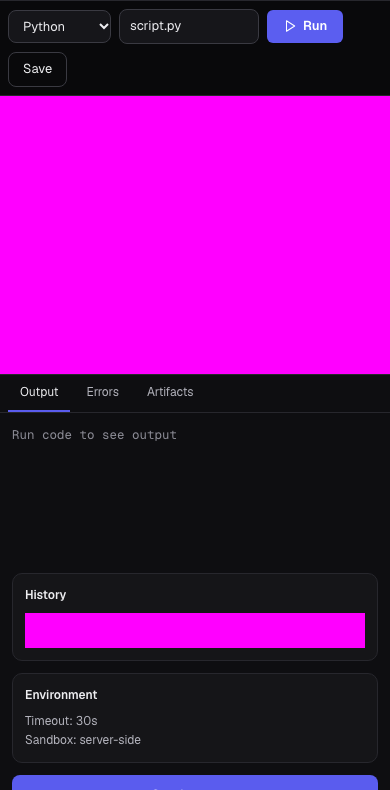 Python
script.py
Run
Save
Output
Errors
Artifacts
Run code to see output
History
Environment
Timeout: 30s
Sandbox: server-side